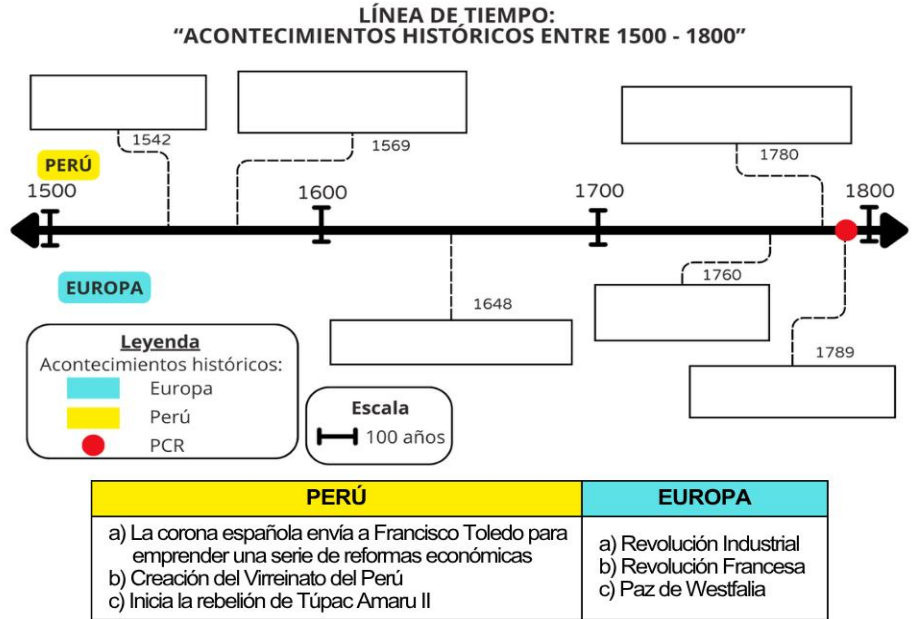 LÍNEA DE TIEMPO:
“ACONTECIMIENTOS HISTÓRICOS ENTRE 1500 - 1800”
1542
1569
1780
PERÚ
1500
1600
1700
1800
EUROPA
1648
1760
1789
Leyenda
Acontecimientos históricos:
Europa
Perú
PCR
Escala
100 años
PERÚ
a) La corona española envía a Francisco Toledo para
emprender una serie de reformas económicas
b) Creación del Virreinato del Perú
c) Inicia la rebelión de Túpac Amaru II
EUROPA
a) Revolución Industrial
b) Revolución Francesa
c) Paz de Westfalia